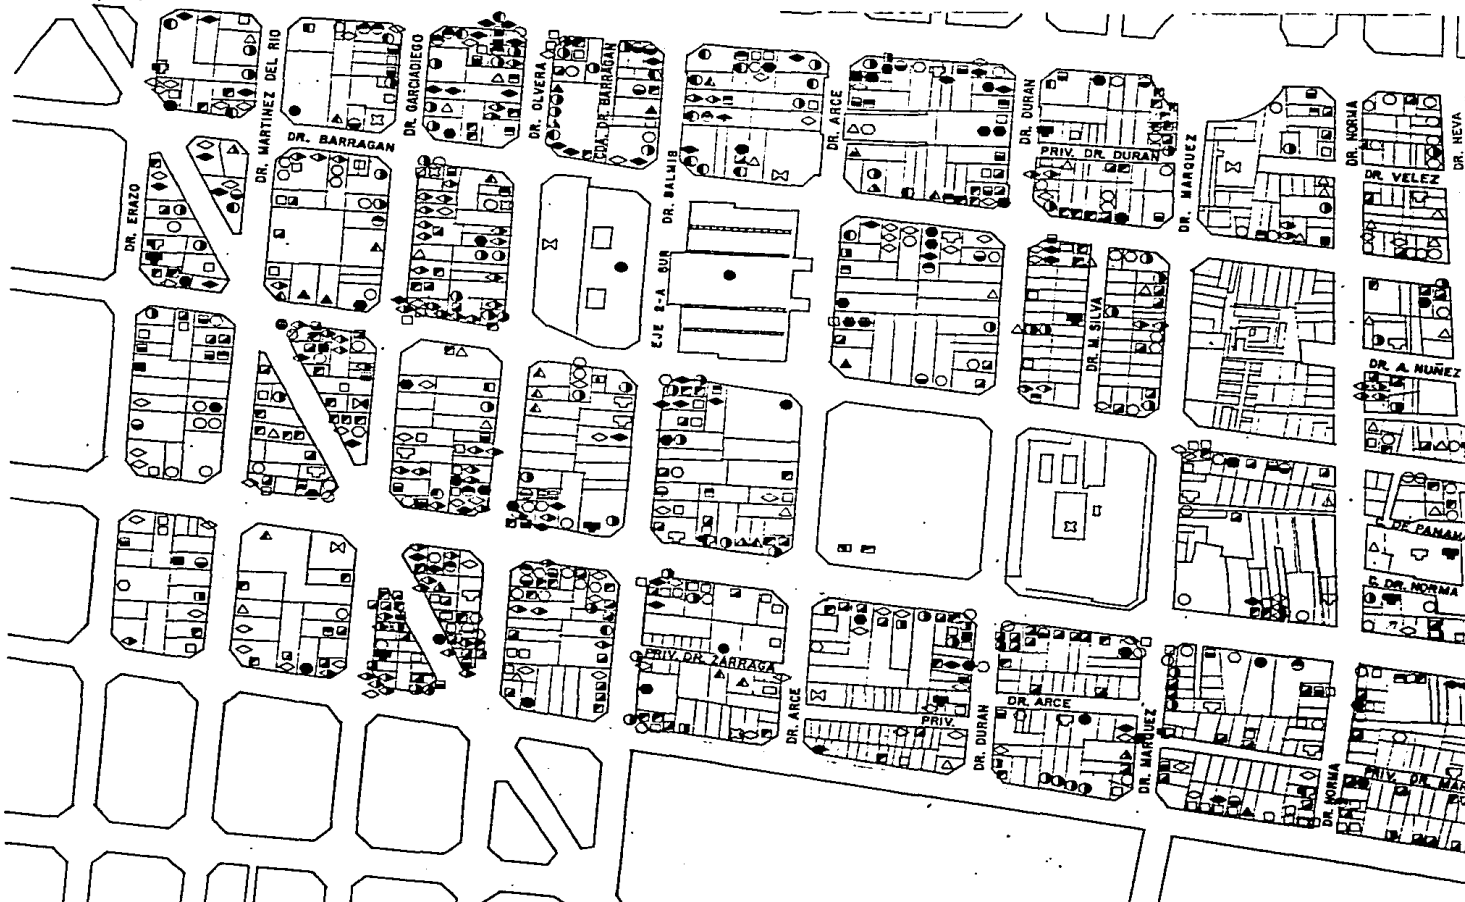 DR. MARTINEZ DEL RIO
DR. BARRAGAN
DR. GARCIADIEGO
DR. OLVERA
CDA. DR. BARRAGAN
DR. BALMIS
DR. ARCE
DR. DURAN
PRIV. DR. DURAN
DR. MARQUEZ
DR. NORMA
DR. VELEZ
DR. NEVA
DR. ERAZO
EJE 2-A SUR
DR. M. SILVA
DR. A. NUÑEZ
C. DE PANAMA
C. DR. NORMA
PRIV. DR. ZARRAGA
DR. ARCE
PRIV.
DR. ARCE
DR. DURAN
DR. MARQUEZ
DR. NORMA
PRIV. DR. MAR